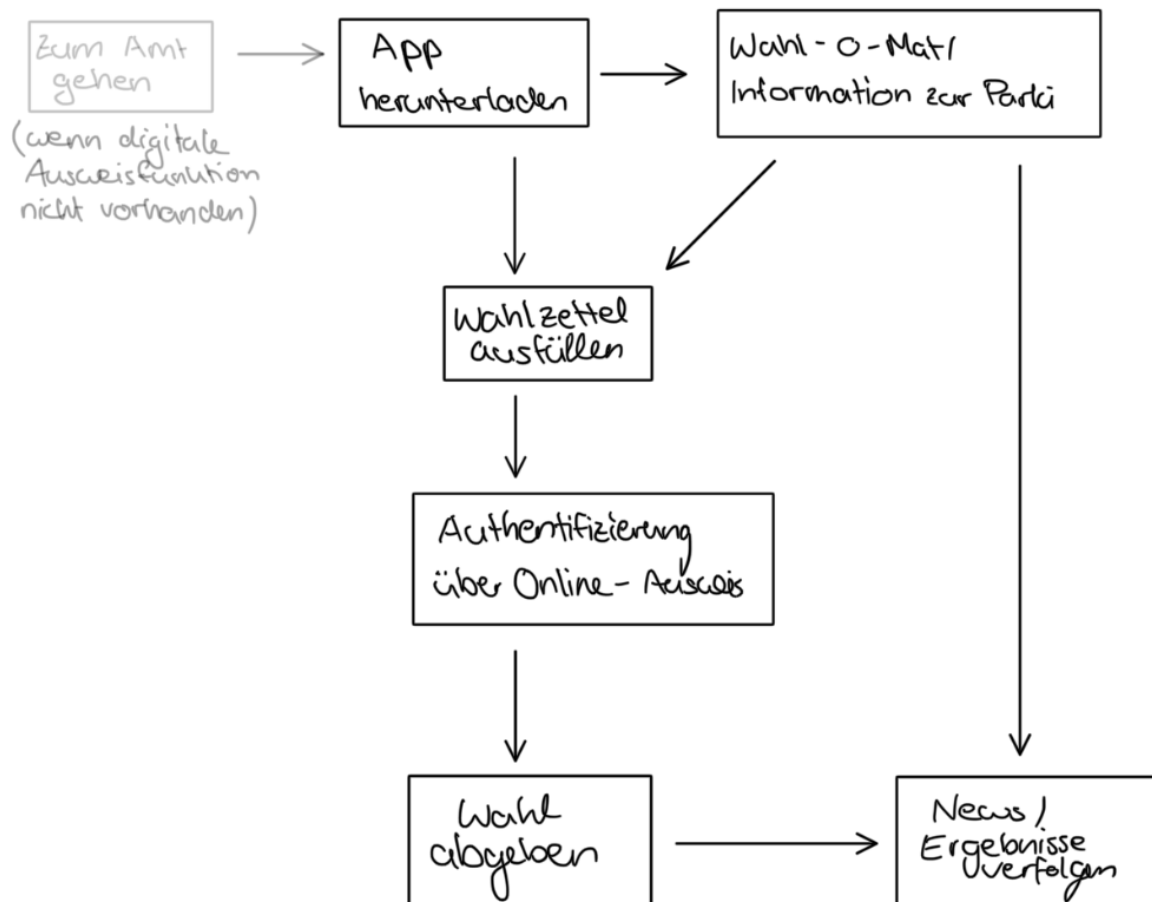 Zum Amt
gehen
(wenn digitale
Ausweisfunktion
nicht vorhanden)
App
herunterladen
Wahl-O-Mat/
Information zur Partei
Wahlzettel
ausfüllen
Authentifizierung
über Online-Ausweis
Wahl
abgeben
News/
Ergebnisse
verfolgen